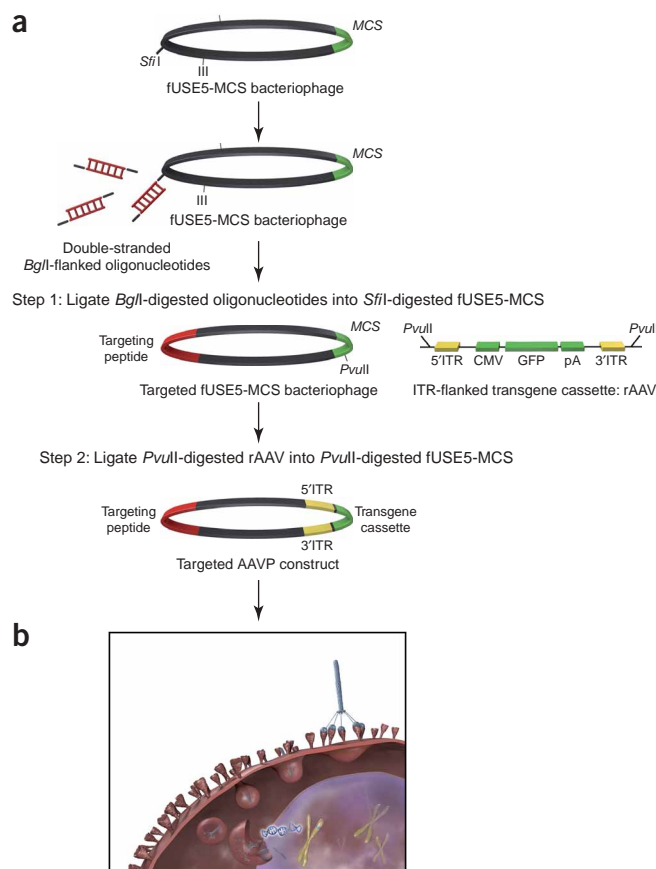 a
MCS
SfiI
III
fUSE5-MCS bacteriophage
MCS
III
fUSE5-MCS bacteriophage
Double-stranded
BglI-flanked oligonucleotides
Step 1: Ligate BglI-digested oligonucleotides into SfiI-digested fUSE5-MCS
Targeting
peptide
MCS
PvuII
Targeted fUSE5-MCS bacteriophage
PvuII
PvuI
5′ITR
CMV
GFP
pA
3′ITR
ITR-flanked transgene cassette: rAAV
Step 2: Ligate PvuII-digested rAAV into PvuII-digested fUSE5-MCS
5′ITR
Targeting
peptide
Transgene
cassette
3′ITR
Targeted AAVP construct
b